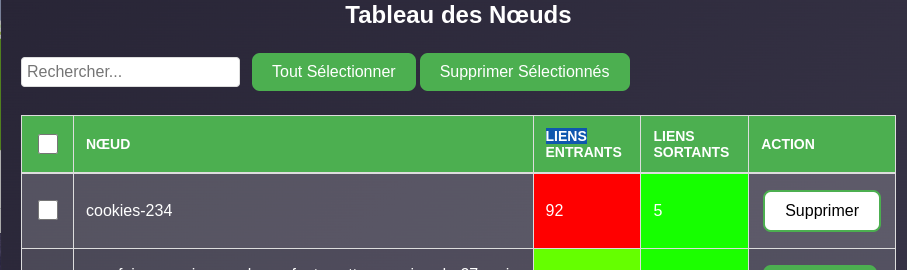 Tableau des Nœuds
Rechercher...
Tout Sélectionner
Supprimer Sélectionnés
NŒUD
LIENS
ENTRANTS
LIENS
SORTANTS
ACTION
cookies-234
92
5
Supprimer